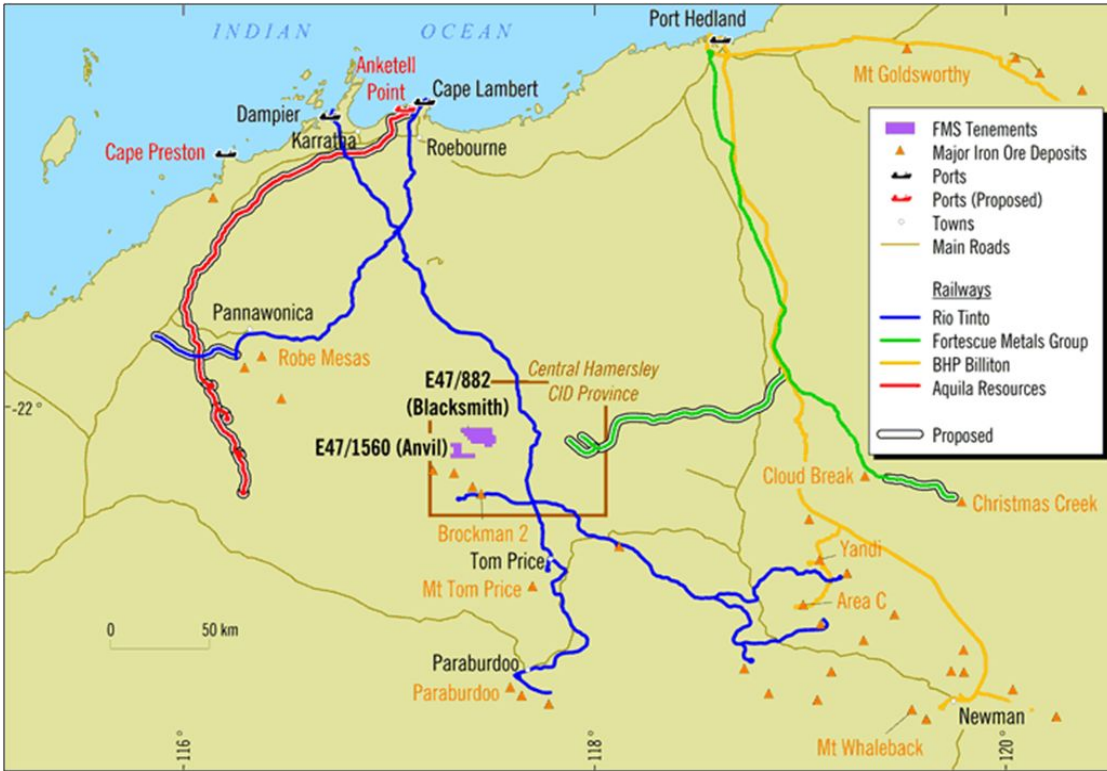 INDIAN OCEAN
Port Hedland
Anketell
Point
Cape Lambert
Mt Goldsworthy
Dampier
Karratha
Roebourne
Cape Preston
FMS Tenements
Major Iron Ore Deposits
Ports
Ports (Proposed)
Towns
Main Roads
Railways
Rio Tinto
Fortescue Metals Group
BHP Billiton
Aquila Resources
Proposed
Pannawonica
Robe Mesas
Central Hamersley
CID Province
E47/882
(Blacksmith)
E47/1560 (Anvil)
-22°
Cloud Break
Christmas Creek
Brockman 2
Yandi
Tom Price
Mt Tom Price
Area C
0 50 km
Paraburdoo
Paraburdoo
Newman
Mt Whaleback
116°
118°
120°